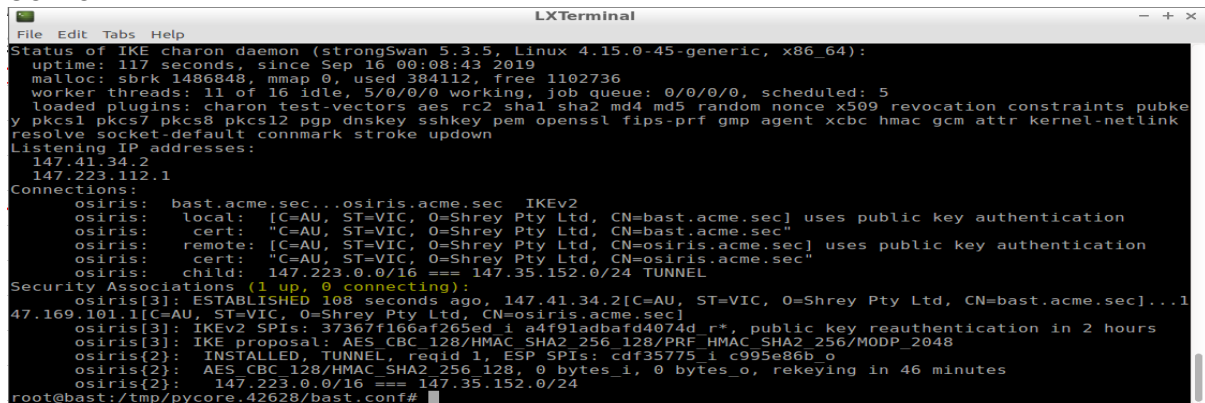 LXTerminal
File Edit Tabs Help
Status of IKE charon daemon (strongSwan 5.3.5, Linux 4.15.0-45-generic, x86_64):
  uptime: 117 seconds, since Sep 16 00:08:43 2019
  malloc: sbrk 1486848, mmap 0, used 384112, free 1102736
  worker threads: 11 of 16 idle, 5/0/0/0 working, job queue: 0/0/0/0, scheduled: 5
  loaded plugins: charon test-vectors aes rc2 sha1 sha2 md4 md5 random nonce x509 revocation constraints pubke
y pkcs1 pkcs7 pkcs8 pkcs12 pgp dnskey sshkey pem openssl fips-prf gmp agent xcbc hmac gcm attr kernel-netlink
resolve socket-default connmark stroke updown
Listening IP addresses:
  147.41.34.2
  147.223.112.1
Connections:
      osiris:  bast.acme.sec...osiris.acme.sec  IKEv2
      osiris:   local:  [C=AU, ST=VIC, O=Shrey Pty Ltd, CN=bast.acme.sec] uses public key authentication
      osiris:    cert:  "C=AU, ST=VIC, O=Shrey Pty Ltd, CN=bast.acme.sec"
      osiris:   remote: [C=AU, ST=VIC, O=Shrey Pty Ltd, CN=osiris.acme.sec] uses public key authentication
      osiris:    cert:  "C=AU, ST=VIC, O=Shrey Pty Ltd, CN=osiris.acme.sec"
      osiris:   child:  147.223.0.0/16 === 147.35.152.0/24 TUNNEL
Security Associations (1 up, 0 connecting):
      osiris[3]: ESTABLISHED 108 seconds ago, 147.41.34.2[C=AU, ST=VIC, O=Shrey Pty Ltd, CN=bast.acme.sec]...1
47.169.101.1[C=AU, ST=VIC, O=Shrey Pty Ltd, CN=osiris.acme.sec]
      osiris[3]: IKEv2 SPIs: 37367f166af265ed_i a4f91adbafd4074d_r*, public key reauthentication in 2 hours
      osiris[3]: IKE proposal: AES_CBC_128/HMAC_SHA2_256_128/PRF_HMAC_SHA2_256/MODP_2048
      osiris{2}:  INSTALLED, TUNNEL, reqid 1, ESP SPIs: cdf35775_i c995e86b_o
      osiris{2}:  AES_CBC_128/HMAC_SHA2_256_128, 0 bytes_i, 0 bytes_o, rekeying in 46 minutes
      osiris{2}:   147.223.0.0/16 === 147.35.152.0/24
root@bast:/tmp/pycore.42628/bast.conf#